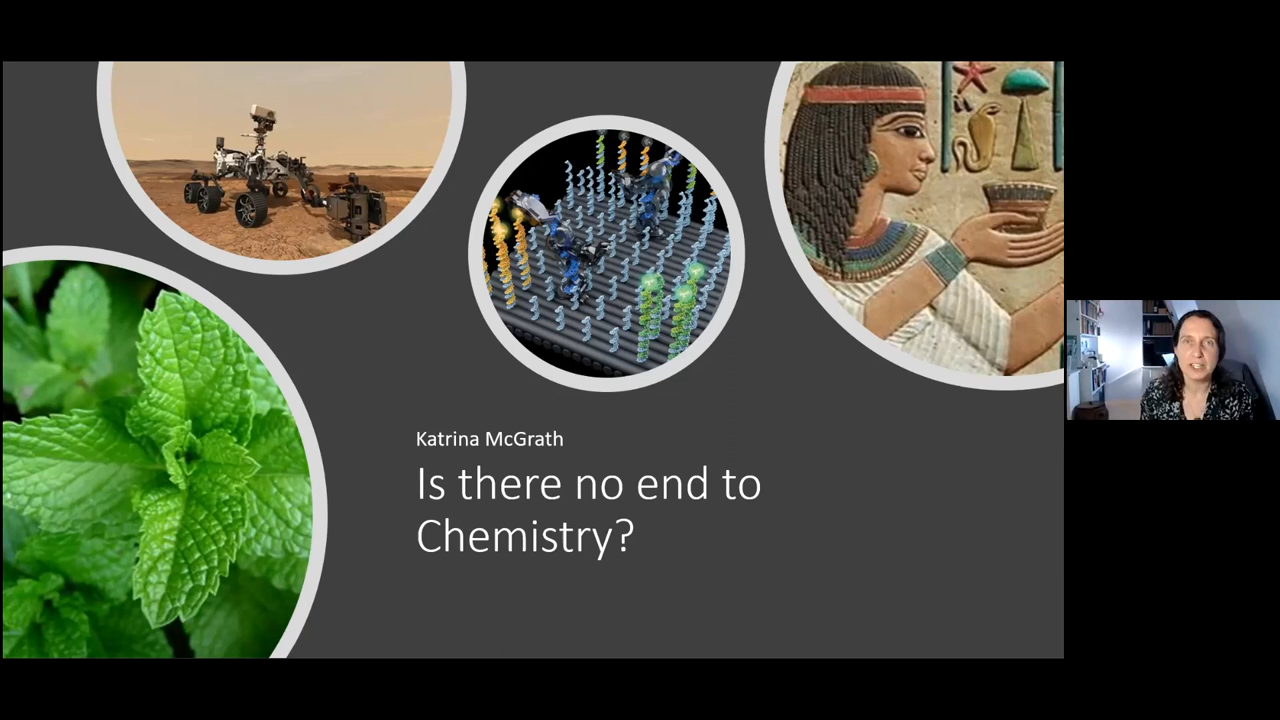 Katrina McGrath
Is there no end to
Chemistry?